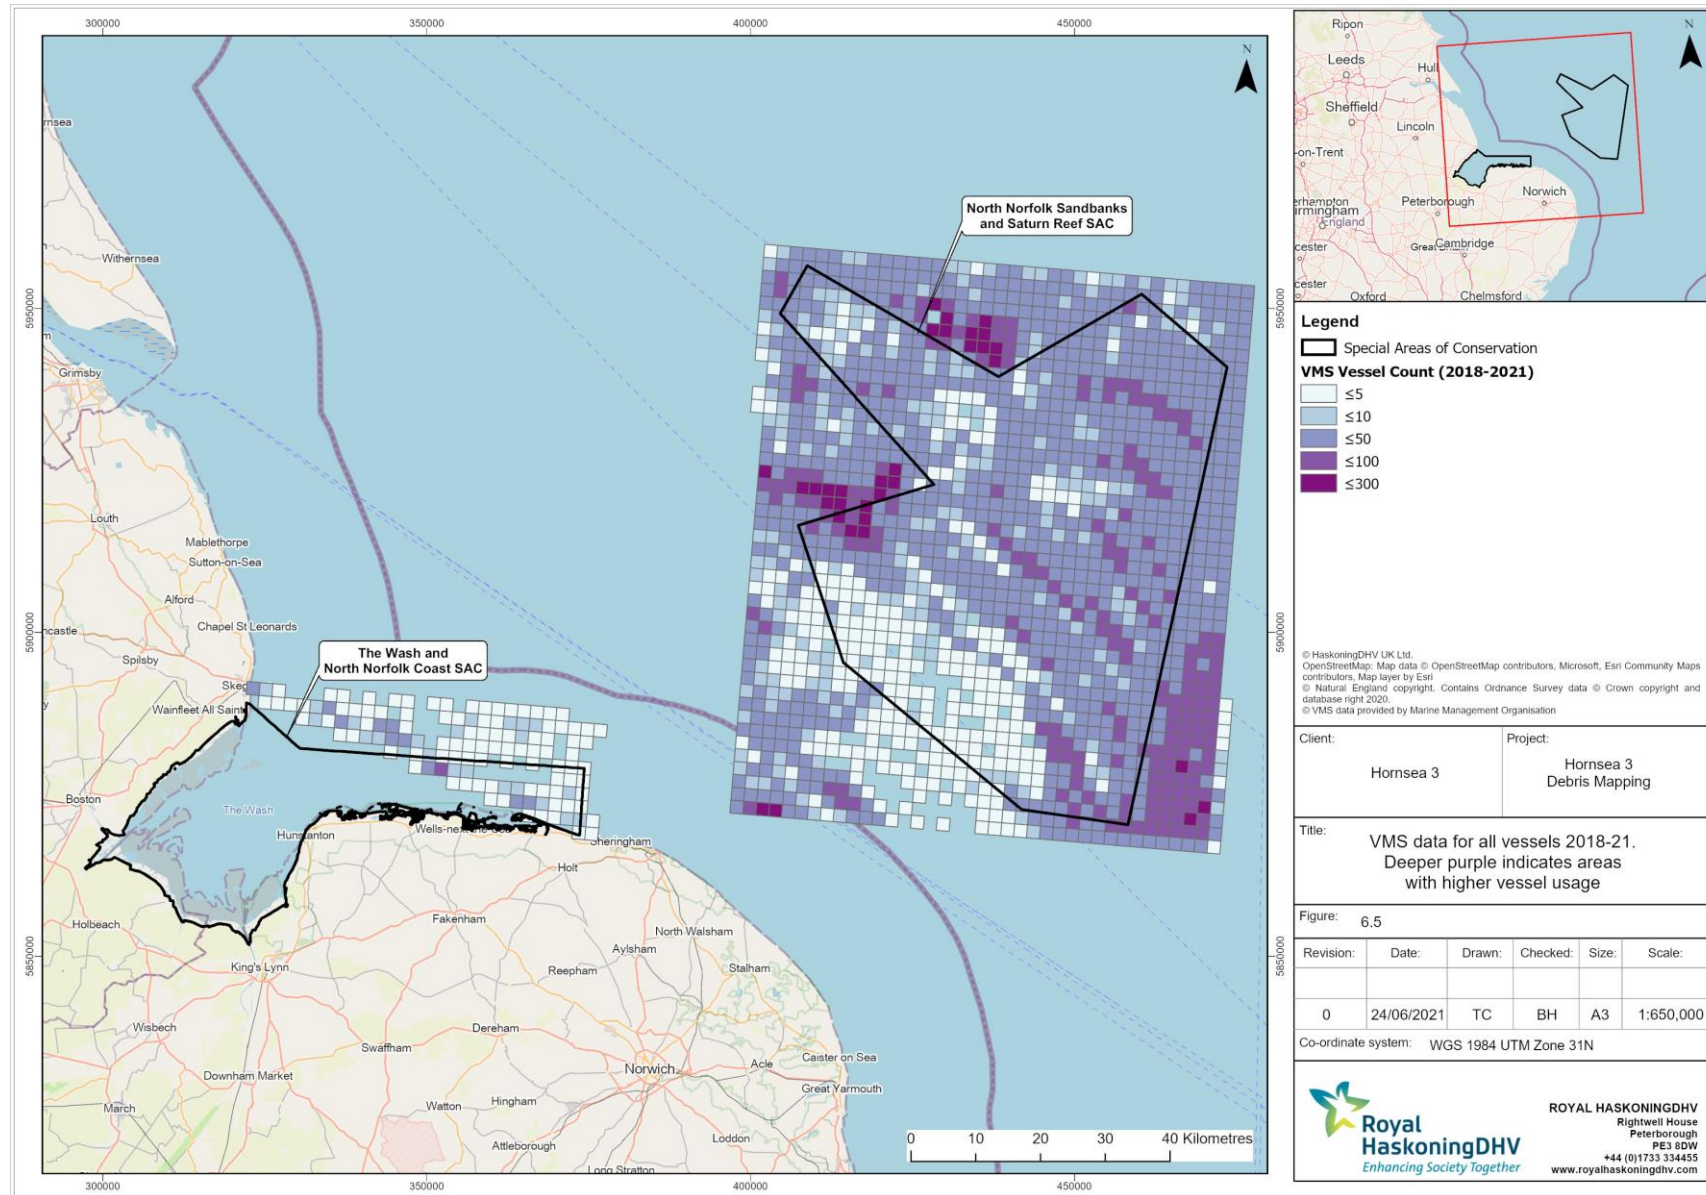 300000
350000
400000
450000
5950000
5900000
5850000
N
Withernsea
Grimsby
Louth
Mablethorpe
Sutton-on-Sea
Alford
Chapel St Leonards
Spilsby
Wainfleet All Saint
Boston
The Wash
Hunstanton
Wells-next
Sheringham
Holt
Holbeach
King's Lynn
Fakenham
North Walsham
Aylsham
Reepham
Stalham
Wisbech
Dereham
Swaffham
Norwich
Acle
Caister on Sea
Great Yarmouth
Downham Market
March
Watton
Hingham
Attleborough
Loddon
Long Stratton
North Norfolk Sandbanks
and Saturn Reef SAC
The Wash and
North Norfolk Coast SAC
0 10 20 30 40 Kilometres
300000
350000
400000
450000
5950000
5900000
5850000
N
Ripon
Leeds
Hull
Sheffield
Lincoln
-on-Trent
Peterborough
Norwich
England
Cambridge
Oxford
Chelmsford
Legend
Special Areas of Conservation
VMS Vessel Count (2018-2021)
≤5
≤10
≤50
≤100
≤300
© HaskoningDHV UK Ltd.
OpenStreetMap: Map data © OpenStreetMap contributors, Microsoft, Esri Community Maps
contributors, Map layer by Esri
© Natural England copyright. Contains Ordnance Survey data © Crown copyright and
database right 2020.
© VMS data provided by Marine Management Organisation
Client:
Hornsea 3
Project:
Hornsea 3
Debris Mapping
Title:
VMS data for all vessels 2018-21.
Deeper purple indicates areas
with higher vessel usage
Figure: 6.5
Revision: Date: Drawn: Checked: Size: Scale:
0 24/06/2021 TC BH A3 1:650,000
Co-ordinate system: WGS 1984 UTM Zone 31N
Royal
HaskoningDHV
Enhancing Society Together
ROYAL HASKONINGDHV
Rightwell House
Peterborough
PE3 8DW
+44 (0)1733 334455
www.royalhaskoningdhv.com